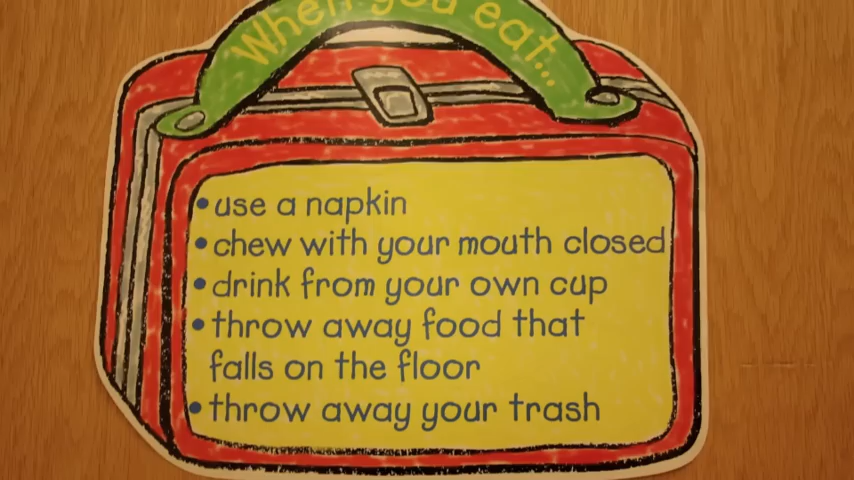 When you eat...
• use a napkin
• chew with your mouth closed
• drink from your own cup
• throw away food that
falls on the floor
• throw away your trash